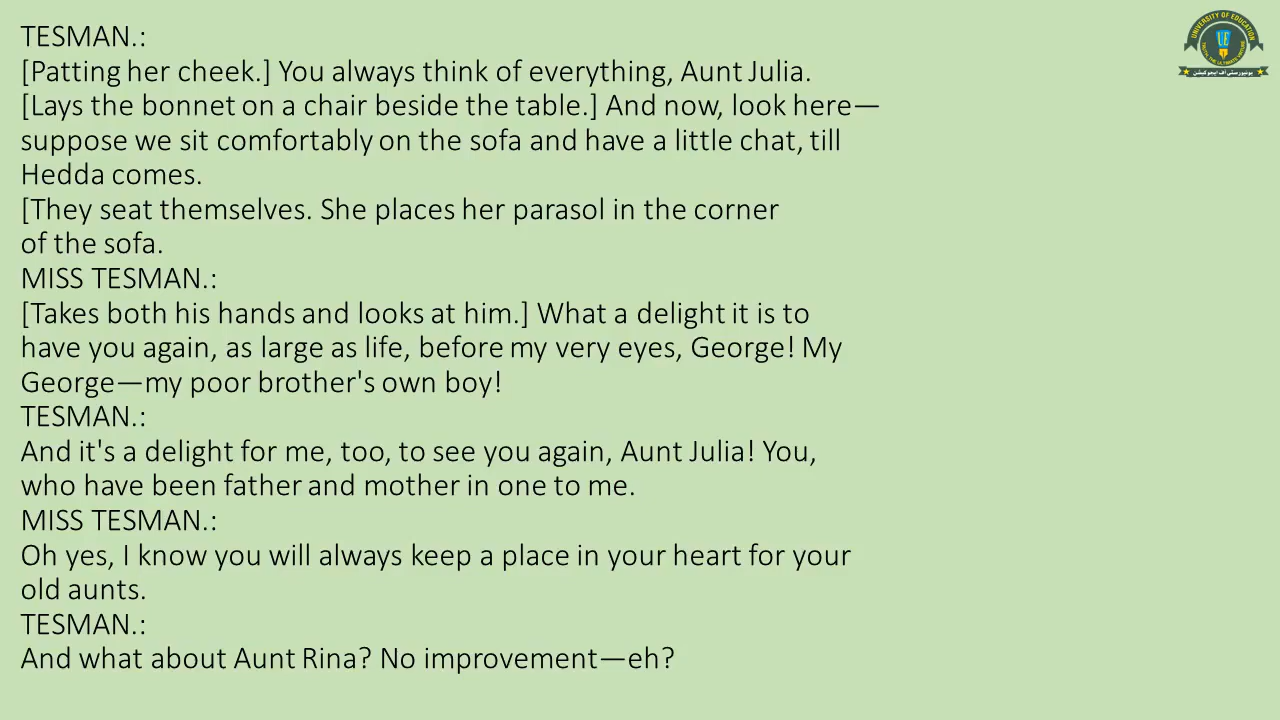 TESMAN.:
[Patting her cheek.] You always think of everything, Aunt Julia.
[Lays the bonnet on a chair beside the table.] And now, look here—
suppose we sit comfortably on the sofa and have a little chat, till
Hedda comes.
[They seat themselves. She places her parasol in the corner
of the sofa.
MISS TESMAN.:
[Takes both his hands and looks at him.] What a delight it is to
have you again, as large as life, before my very eyes, George! My
George—my poor brother's own boy!
TESMAN.:
And it's a delight for me, too, to see you again, Aunt Julia! You,
who have been father and mother in one to me.
MISS TESMAN.:
Oh yes, I know you will always keep a place in your heart for your
old aunts.
TESMAN.:
And what about Aunt Rina? No improvement—eh?
UNIVERSITY OF EDUCATION
UE
یونیورسٹی آف ایجوکیشن